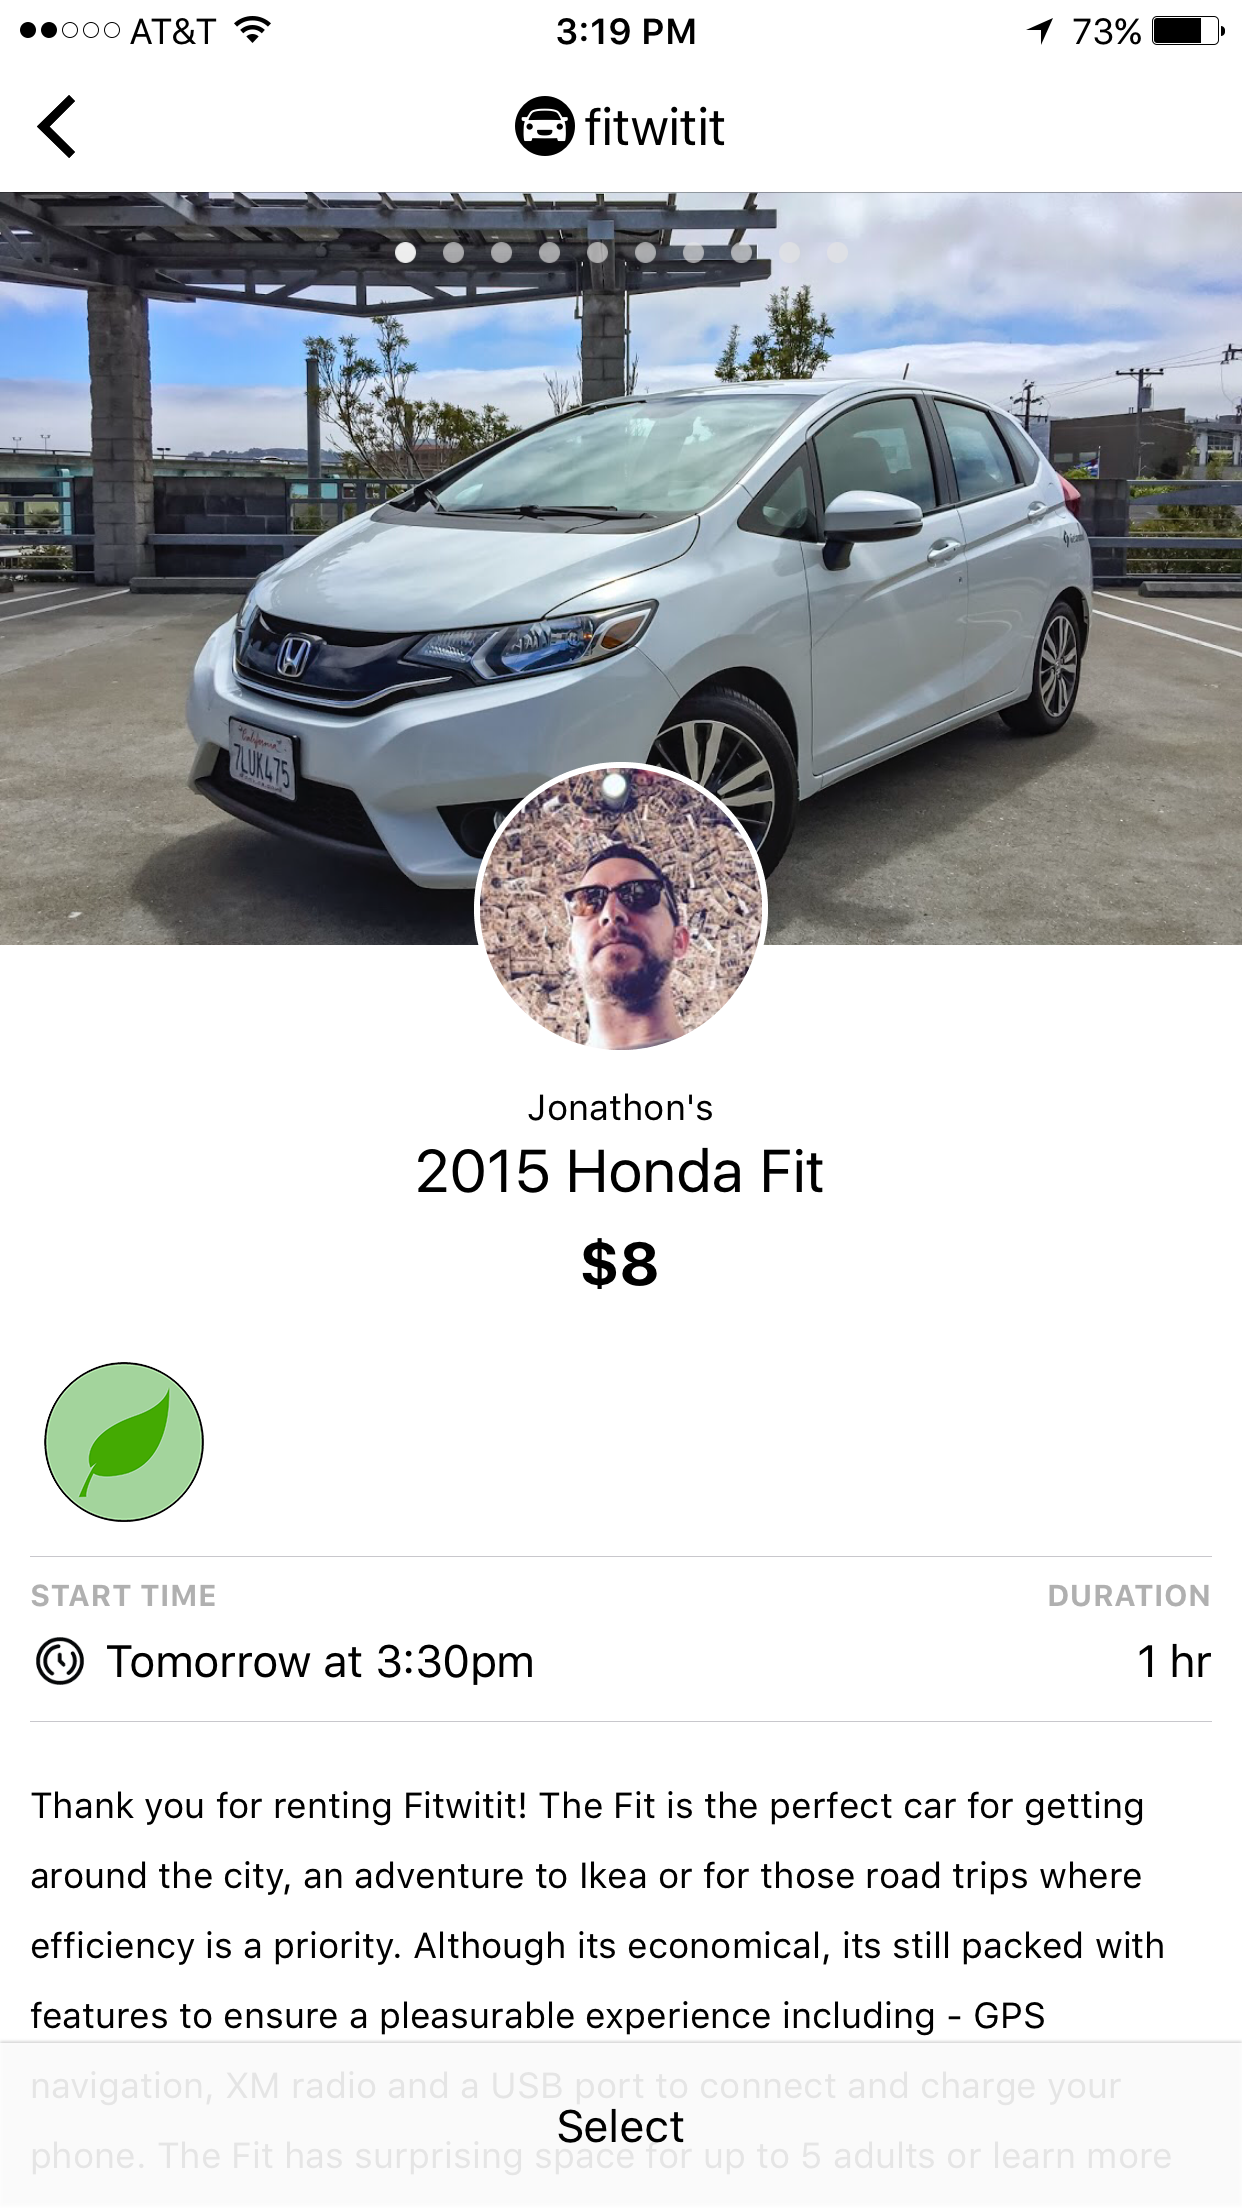 AT&T 3:19 PM 73%
fitwitit
California
7LUK475
Jonathon's
2015 Honda Fit
$8
START TIME DURATION
Tomorrow at 3:30pm 1 hr
Thank you for renting Fitwitit! The Fit is the perfect car for getting
around the city, an adventure to Ikea or for those road trips where
efficiency is a priority. Although its economical, its still packed with
features to ensure a pleasurable experience including - GPS
navigation, XM radio and a USB port to connect and charge your
Select
phone. The Fit has surprising space for up to 5 adults or learn more